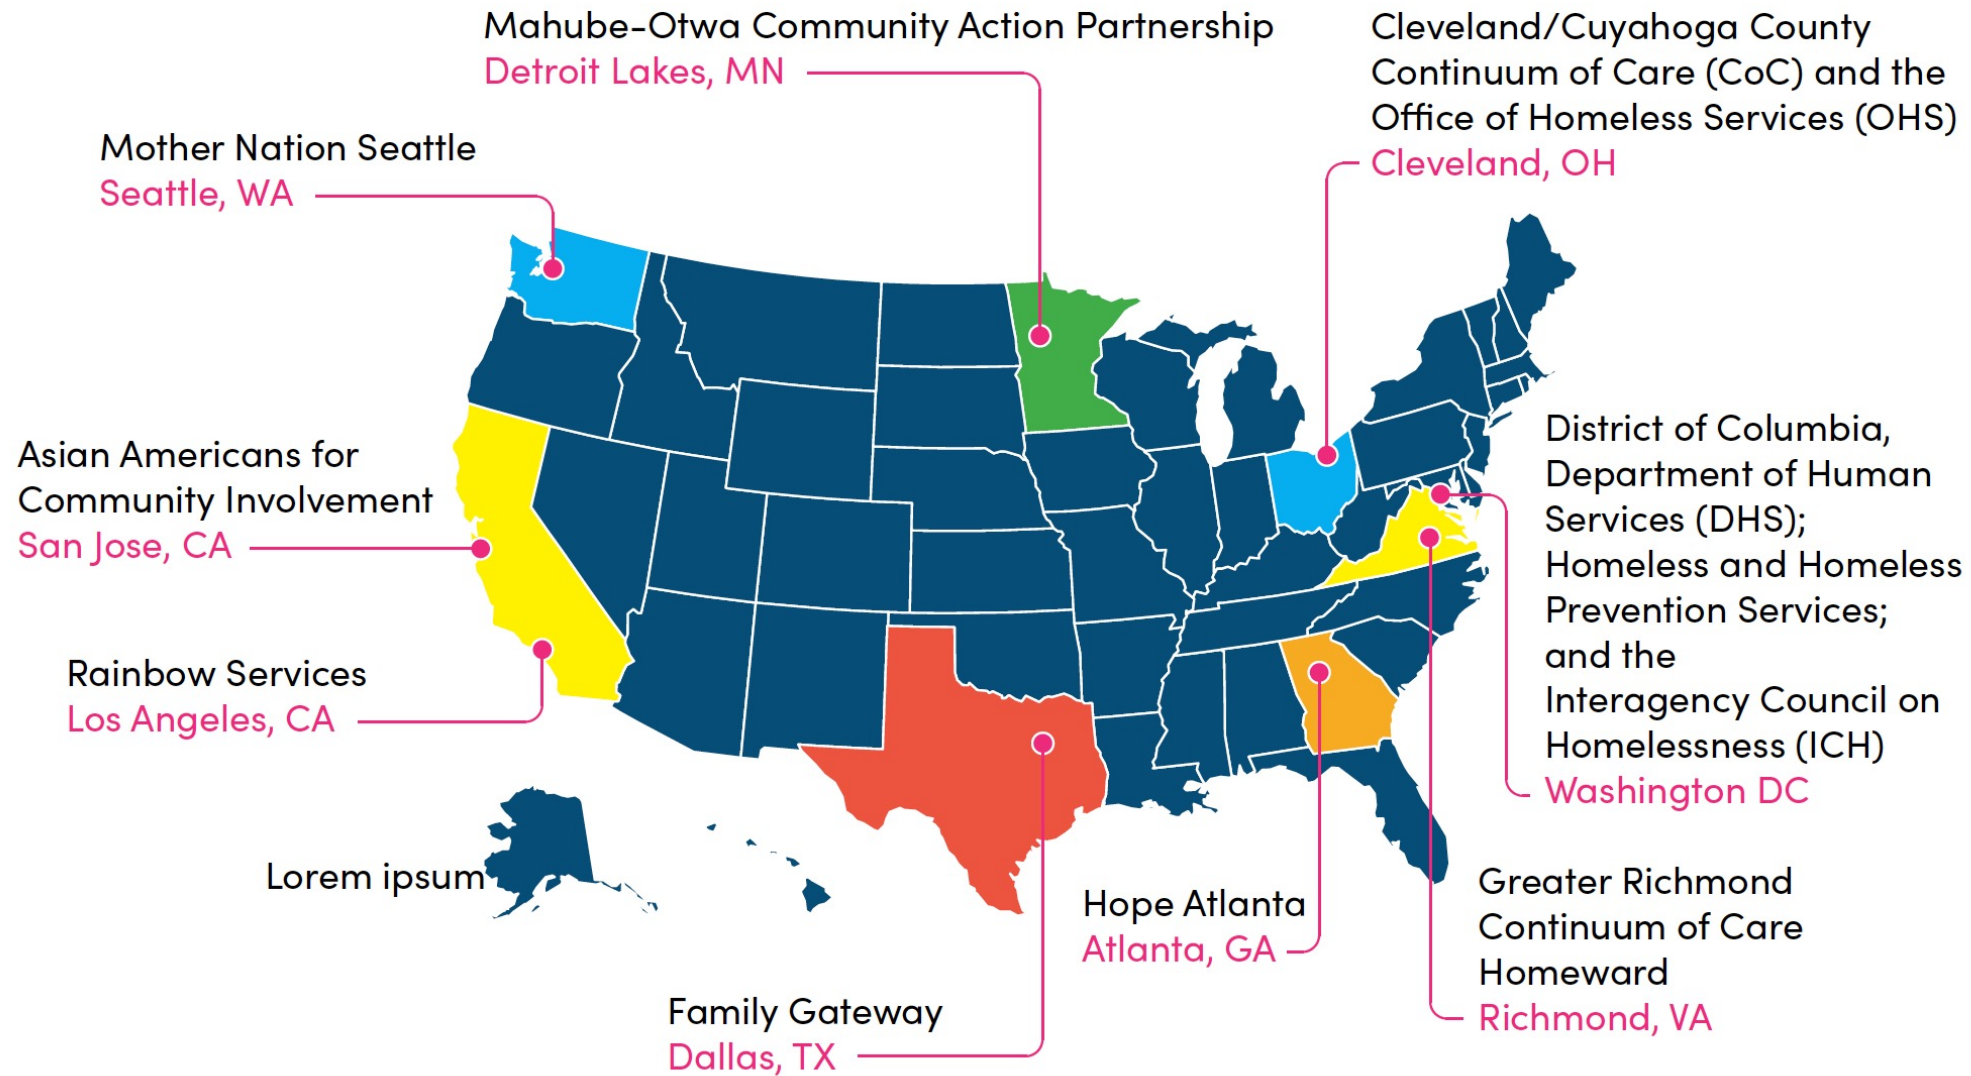 Mahube-Otwa Community Action Partnership
Detroit Lakes, MN
Cleveland/Cuyahoga County
Continuum of Care (CoC) and the
Office of Homeless Services (OHS)
Cleveland, OH
Mother Nation Seattle
Seattle, WA
Asian Americans for
Community Involvement
San Jose, CA
District of Columbia,
Department of Human
Services (DHS);
Homeless and Homeless
Prevention Services;
and the
Interagency Council on
Homelessness (ICH)
Washington DC
Rainbow Services
Los Angeles, CA
Lorem ipsum
Hope Atlanta
Atlanta, GA
Greater Richmond
Continuum of Care
Homeward
Richmond, VA
Family Gateway
Dallas, TX